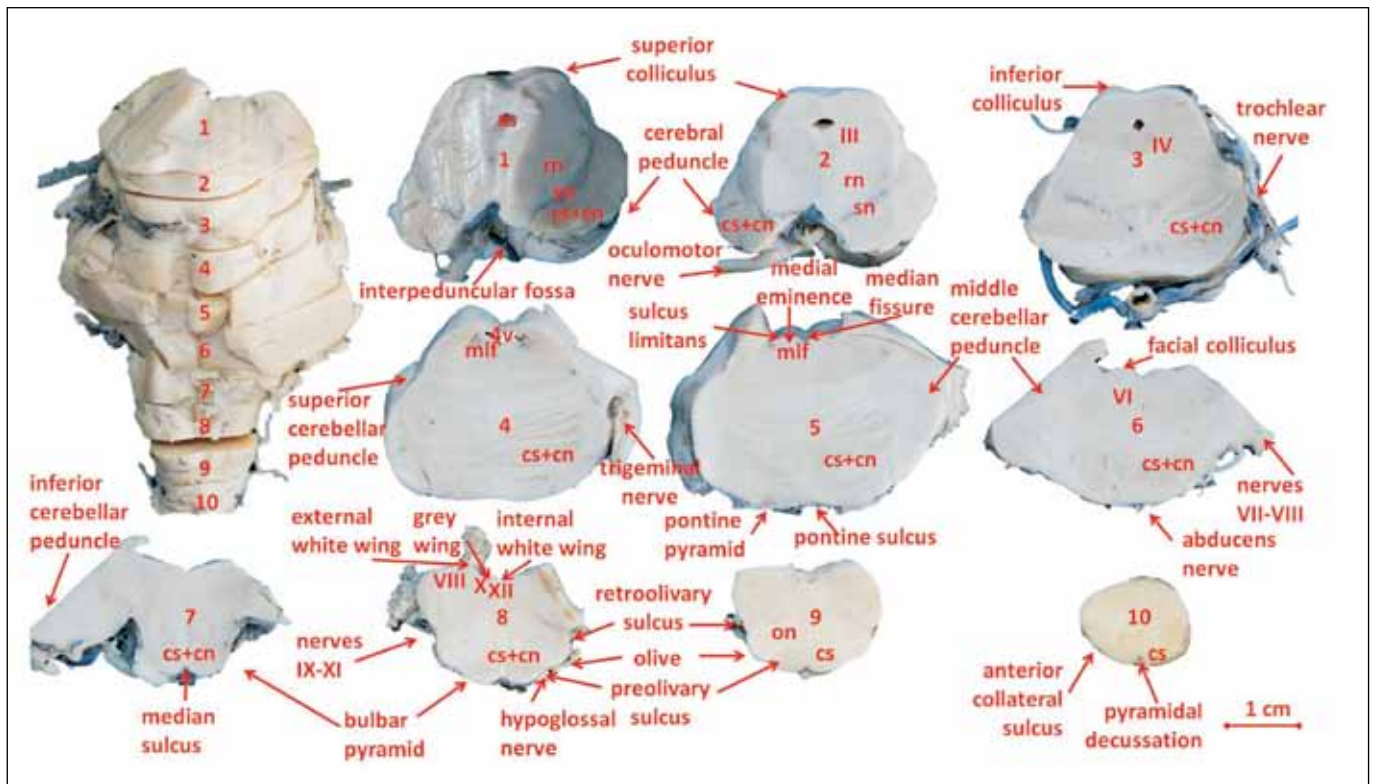 superior
colliculus
inferior
colliculus
trochlear
nerve
cerebral
peduncle
1
2
3
4
5
6
7
8
9
10
1
rn
cs+cn
2
III
rn
sn
cs+cn
3
IV
cs+cn
interpeduncular fossa
oculomotor
nerve
medial
eminence
median
fissure
sulcus
limitans
middle
cerebellar
peduncle
facial colliculus
superior
cerebellar
peduncle
4v
mlf
4
cs+cn
trigeminal
nerve
mlf
5
cs+cn
pontine
pyramid
pontine sulcus
VI
6
cs+cn
nerves
VII-VIII
abducens
nerve
inferior
cerebellar
peduncle
7
cs+cn
median
sulcus
nerves
IX-XI
bulbar
pyramid
external
white wing
grey
wing
internal
white wing
VIII
X
XII
8
cs+cn
hypoglossal
nerve
retroolivary
sulcus
olive
preolivary
sulcus
9
on
cs
10
cs
anterior
collateral
sulcus
pyramidal
decussation
1 cm